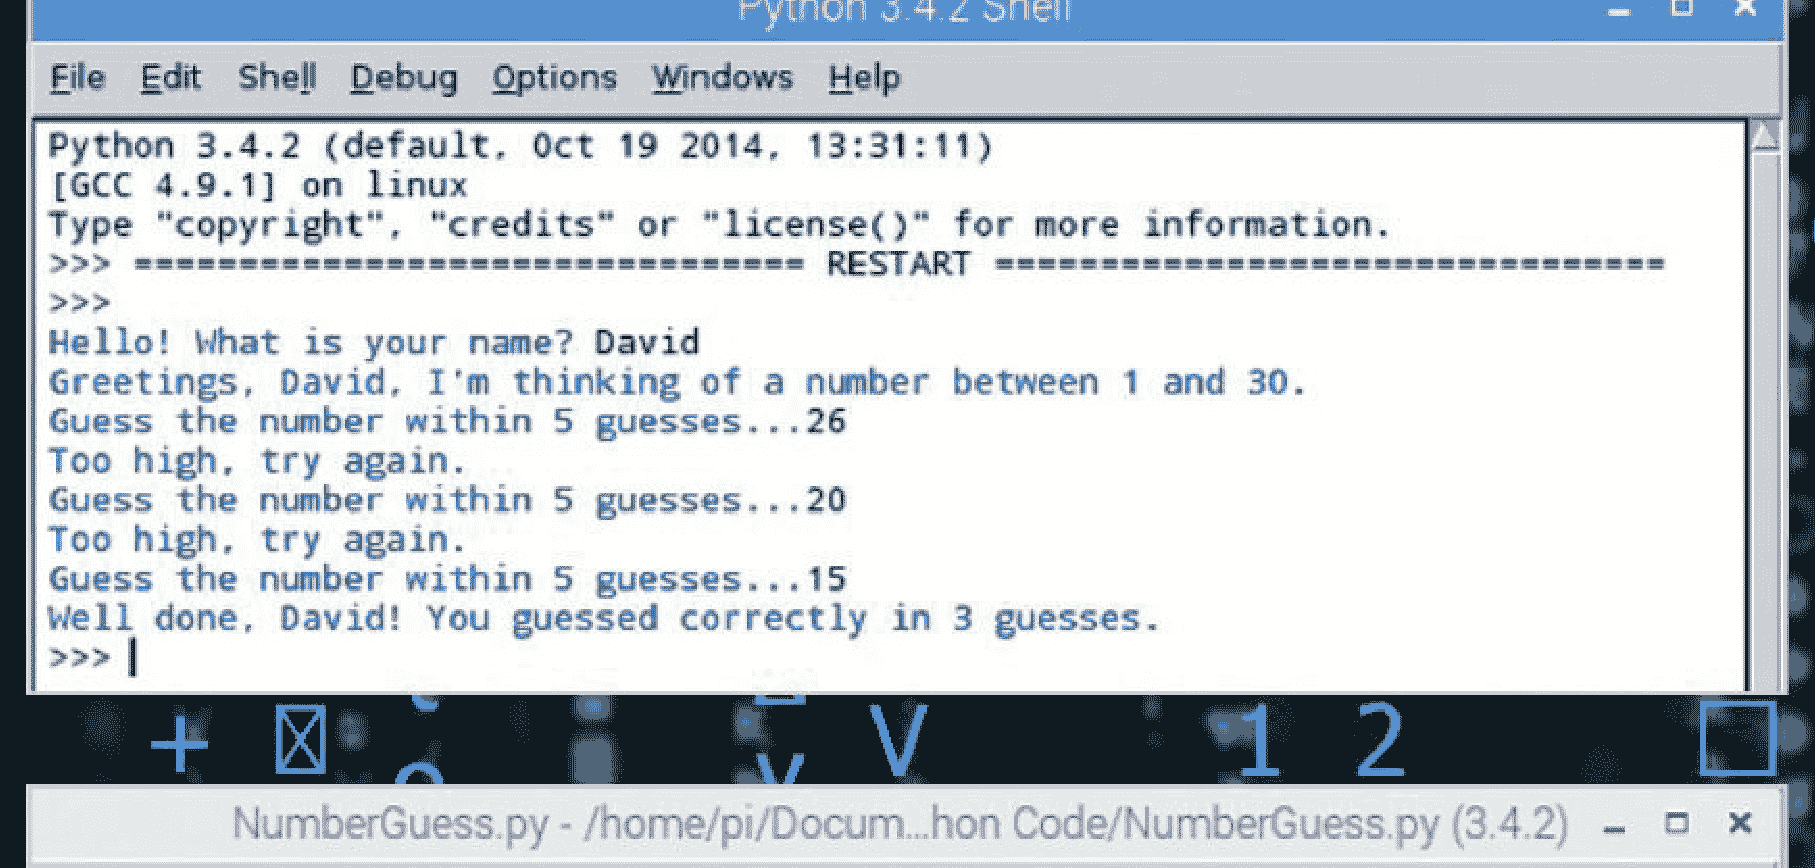 Python 3.4.2 Shell
File Edit Shell Debug Options Windows Help
Python 3.4.2 (default, Oct 19 2014, 13:31:11)
[GCC 4.9.1] on linux
Type "copyright", "credits" or "license()" for more information.
>>> ================================ RESTART ================================
>>>
Hello! What is your name? David
Greetings, David, I'm thinking of a number between 1 and 30.
Guess the number within 5 guesses...26
Too high, try again.
Guess the number within 5 guesses...20
Too high, try again.
Guess the number within 5 guesses...15
Well done, David! You guessed correctly in 3 guesses.
>>>
+ V 1 2
NumberGuess.py - /home/pi/Docum...hon Code/NumberGuess.py (3.4.2)